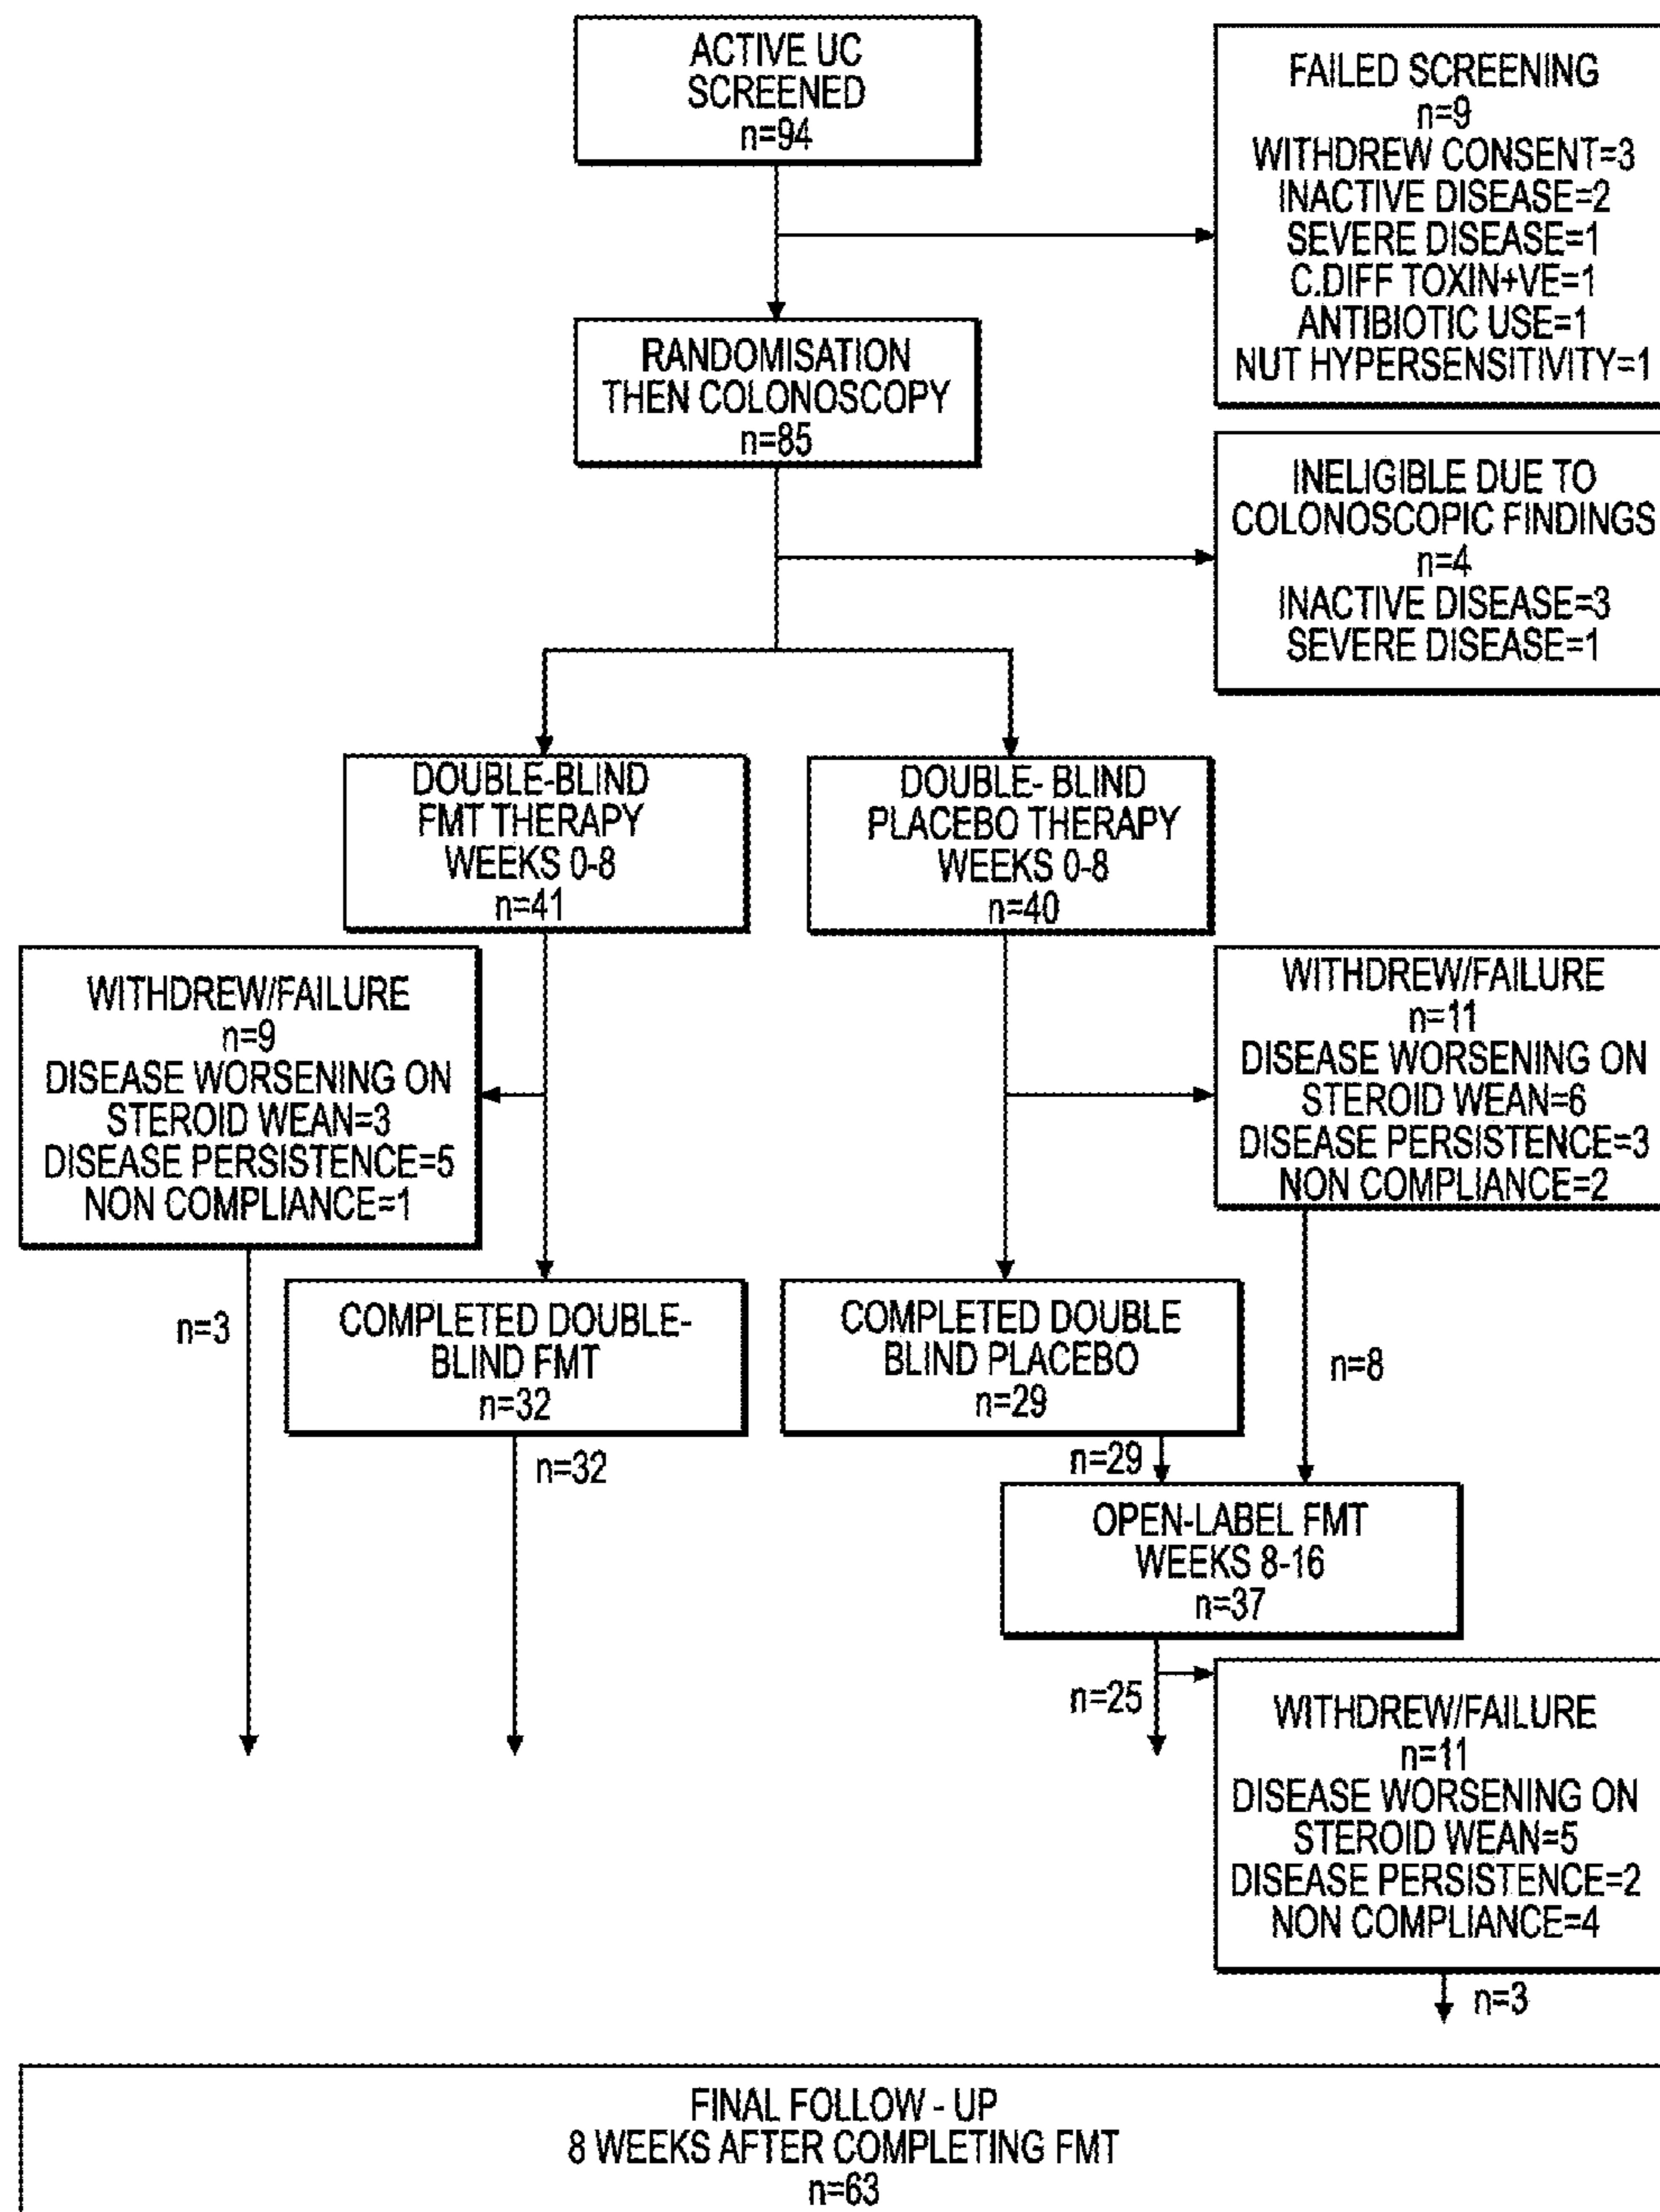 ACTIVE UC
SCREENED
n=94
FAILED SCREENING
n=9
WITHDREW CONSENT=3
INACTIVE DISEASE=2
SEVERE DISEASE=1
C.DIFF TOXIN+VE=1
ANTIBIOTIC USE=1
NUT HYPERSENSITIVITY=1
RANDOMISATION
THEN COLONOSCOPY
n=85
INELIGIBLE DUE TO
COLONOSCOPIC FINDINGS
n=4
INACTIVE DISEASE=3
SEVERE DISEASE=1
DOUBLE-BLIND
FMT THERAPY
WEEKS 0-8
n=41
DOUBLE- BLIND
PLACEBO THERAPY
WEEKS 0-8
n=40
WITHDREW/FAILURE
n=9
DISEASE WORSENING ON
STEROID WEAN=3
DISEASE PERSISTENCE=5
NON COMPLIANCE=1
WITHDREW/FAILURE
n=11
DISEASE WORSENING ON
STEROID WEAN=6
DISEASE PERSISTENCE=3
NON COMPLIANCE=2
n=3
COMPLETED DOUBLE-
BLIND FMT
n=32
COMPLETED DOUBLE
BLIND PLACEBO
n=29
n=8
n=32
n=29
OPEN-LABEL FMT
WEEKS 8-16
n=37
n=25
WITHDREW/FAILURE
n=11
DISEASE WORSENING ON
STEROID WEAN=5
DISEASE PERSISTENCE=2
NON COMPLIANCE=4
n=3
FINAL FOLLOW - UP
8 WEEKS AFTER COMPLETING FMT
n=63